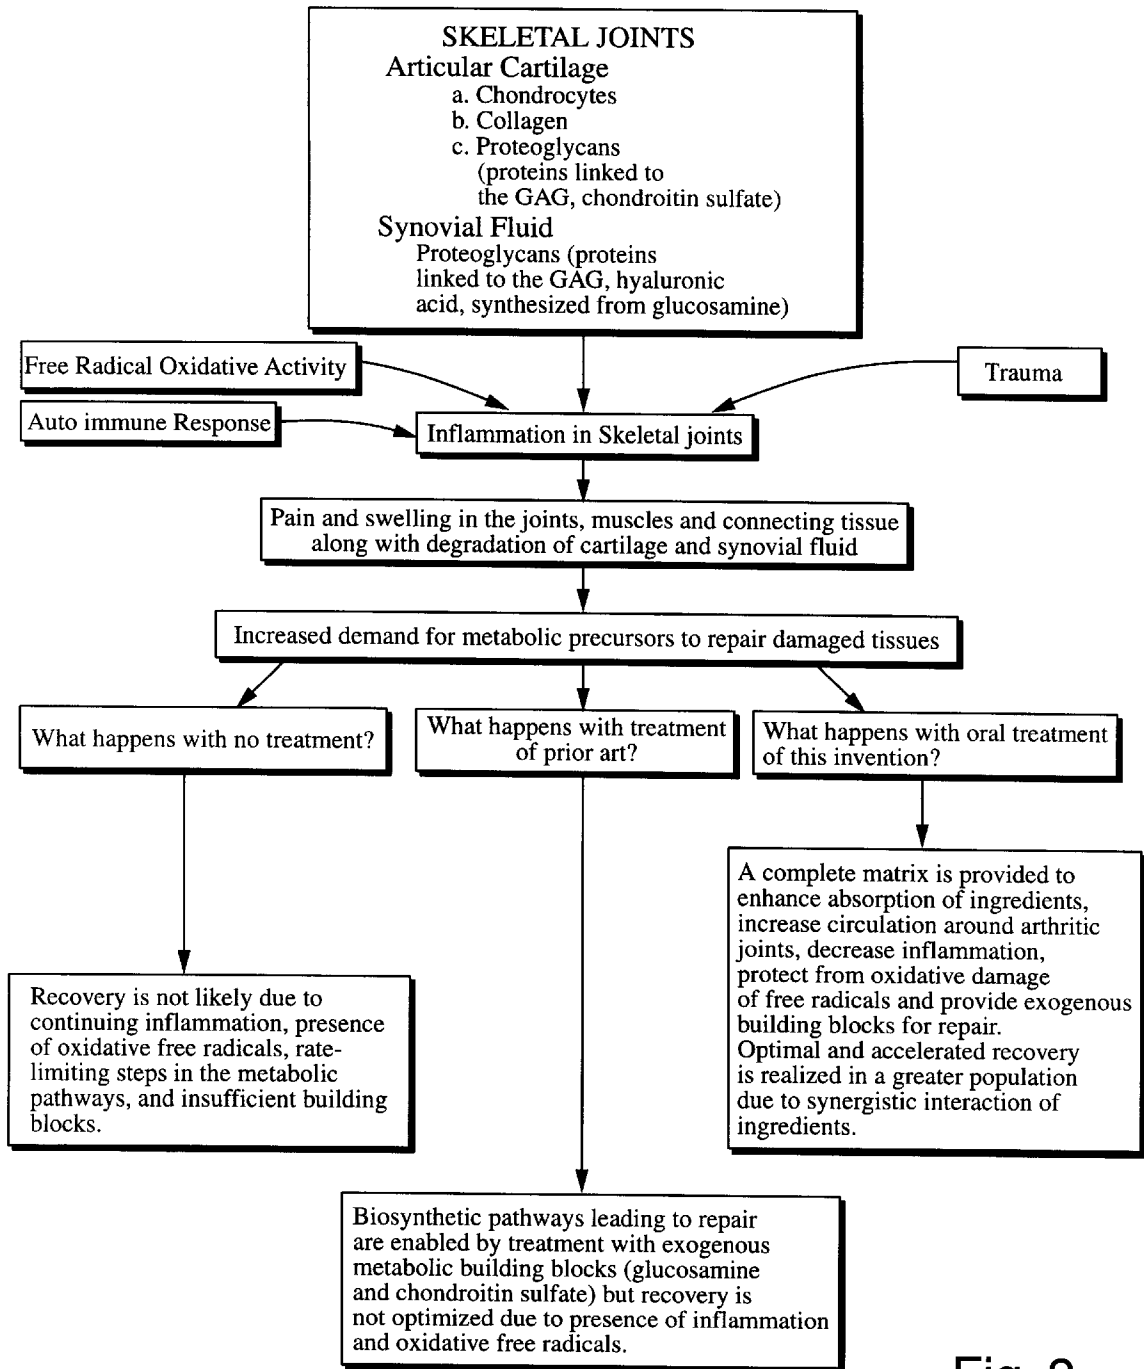 SKELETAL JOINTS
Articular Cartilage
a. Chondrocytes
b. Collagen
c. Proteoglycans
(proteins linked to
the GAG, chondroitin sulfate)
Synovial Fluid
Proteoglycans (proteins
linked to the GAG, hyaluronic
acid, synthesized from glucosamine)
Free Radical Oxidative Activity
Trauma
Auto immune Response
Inflammation in Skeletal joints
Pain and swelling in the joints, muscles and connecting tissue
along with degradation of cartilage and synovial fluid
Increased demand for metabolic precursors to repair damaged tissues
What happens with no treatment?
What happens with treatment
of prior art?
What happens with oral treatment
of this invention?
A complete matrix is provided to
enhance absorption of ingredients,
increase circulation around arthritic
joints, decrease inflammation,
protect from oxidative damage
of free radicals and provide exogenous
building blocks for repair.
Optimal and accelerated recovery
is realized in a greater population
due to synergistic interaction of
ingredients.
Recovery is not likely due to
continuing inflammation, presence
of oxidative free radicals, rate-
limiting steps in the metabolic
pathways, and insufficient building
blocks.
Biosynthetic pathways leading to repair
are enabled by treatment with exogenous
metabolic building blocks (glucosamine
and chondroitin sulfate) but recovery is
not optimized due to presence of inflammation
and oxidative free radicals.
Fig.